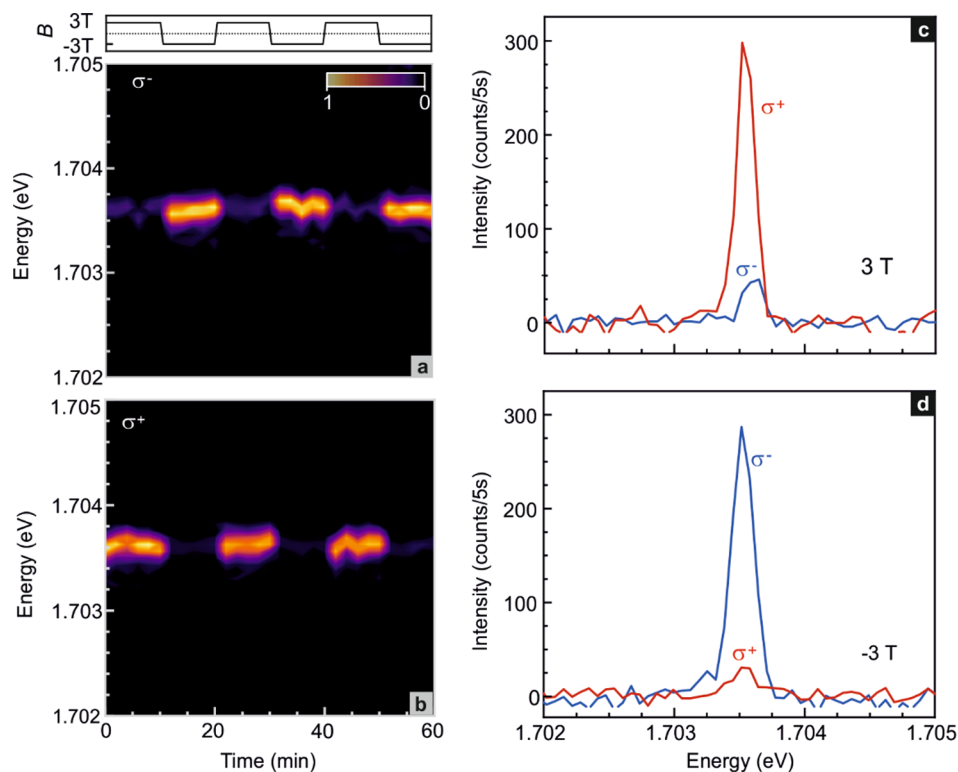 B
3T
-3T
σ-
1
0
1.705
1.704
1.703
1.702
Energy (eV)
a
σ+
1.705
1.704
1.703
1.702
Energy (eV)
b
0
20
40
60
Time (min)
c
300
200
100
0
Intensity (counts/5s)
σ+
σ-
3 T
d
300
200
100
0
Intensity (counts/5s)
σ-
σ+
-3 T
1.702
1.703
1.704
1.705
Energy (eV)